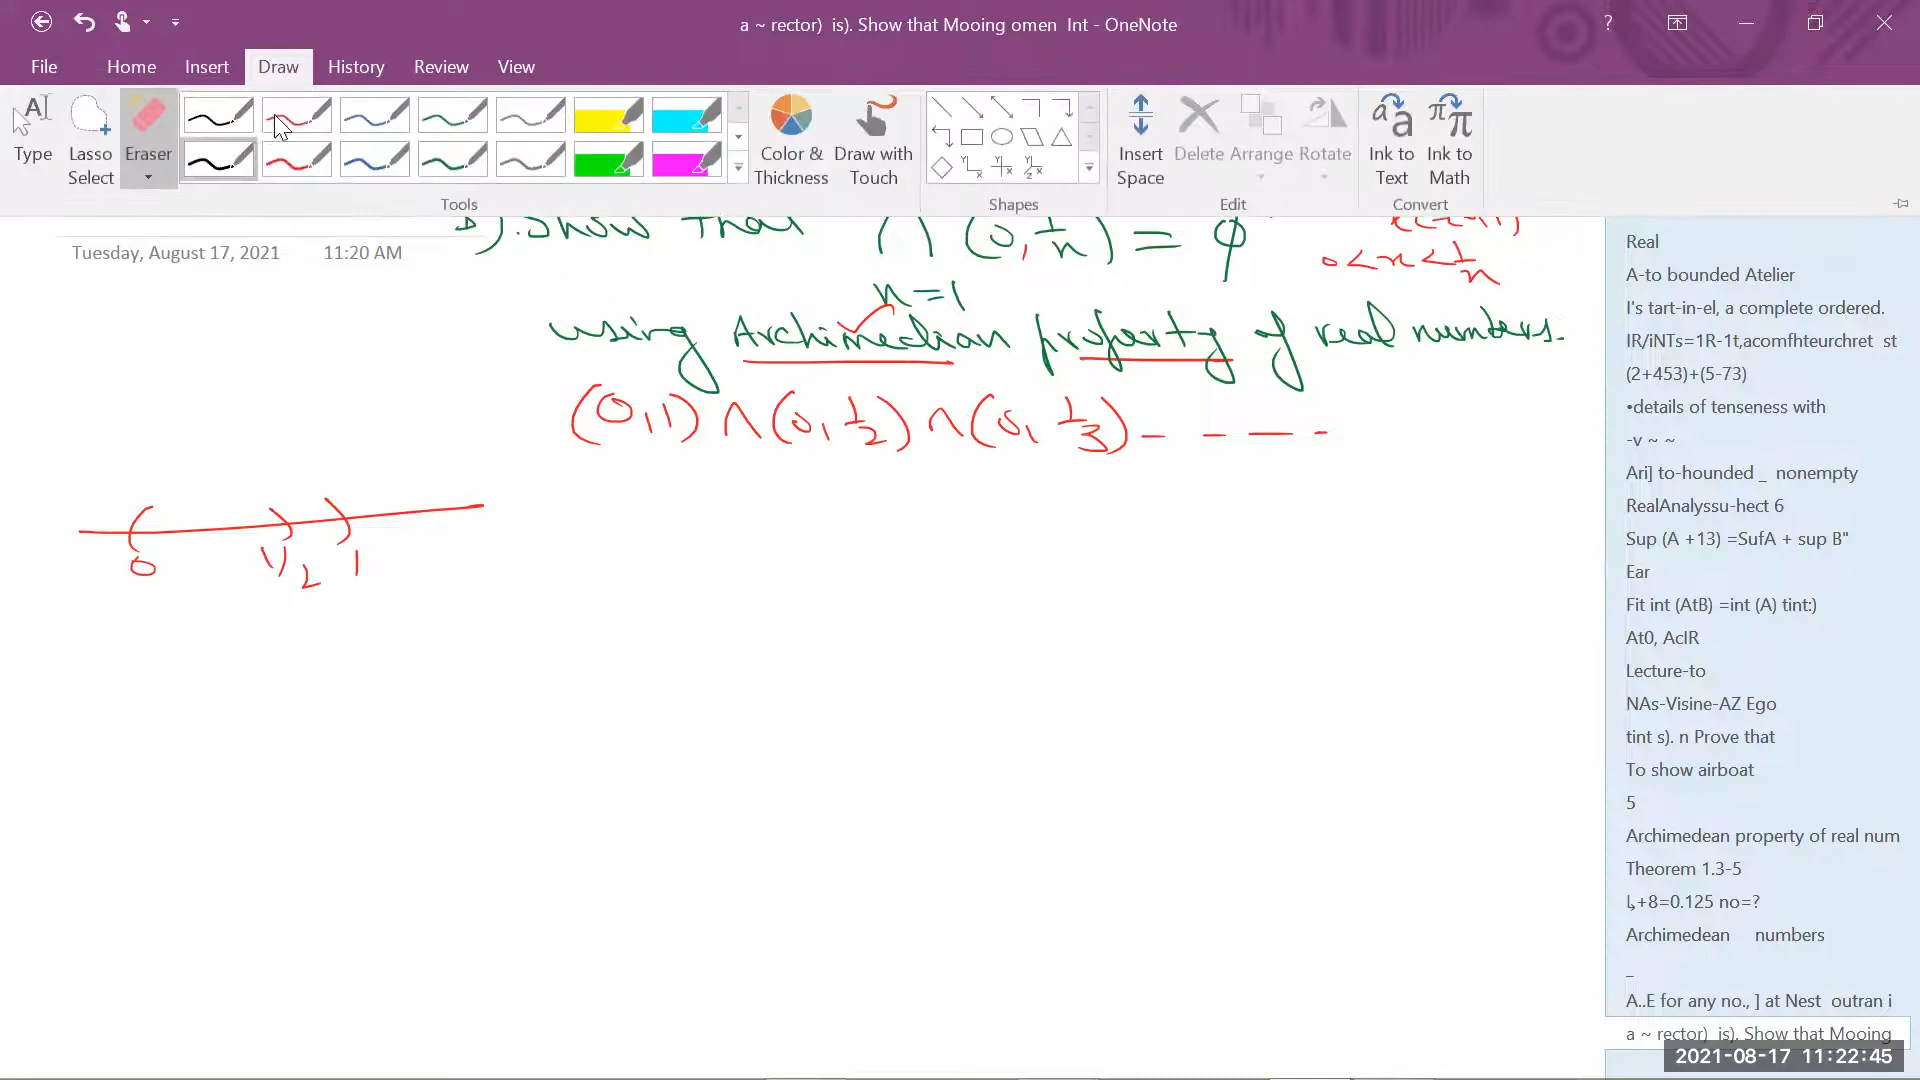 a ~ rector)  is). Show that Mooing omen  Int - OneNote
?
File Home Insert Draw History Review View
Type
Lasso Select
Eraser
Color & Thickness
Draw with Touch
Insert Space
Delete Arrange Rotate
Ink to Text
Ink to Math
Tools
Shapes
Edit
Convert
Tuesday, August 17, 2021 11:20 AM
). Show that ⋂ (0, 1/n) = φ
n=1
0<x<1/n
using Archimedian property of real numbers.
(0,1) ∩ (0, 1/2) ∩ (0, 1/3) - - - -
0 1/2 1
Real
A-to bounded Atelier
I's tart-in-el, a complete ordered.
IR/iNTs=1R-1t,acomfhteurchret st
(2+453)+(5-73)
•details of tenseness with
-v ~ ~
Ari] to-hounded _ nonempty
RealAnalyssu-hect 6
Sup (A +13) =SufA + sup B"
Ear
Fit int (AtB) =int (A) tint:)
At0, AcIR
Lecture-to
NAs-Visine-AZ Ego
tint s). n Prove that
To show airboat
5
Archimedean property of real num
Theorem 1.3-5
+8=0.125 no=?
Archimedean numbers
_
A..E for any no., ] at Nest outran i
a ~ rector) is). Show that Mooing
2021-08-17 11:22:45